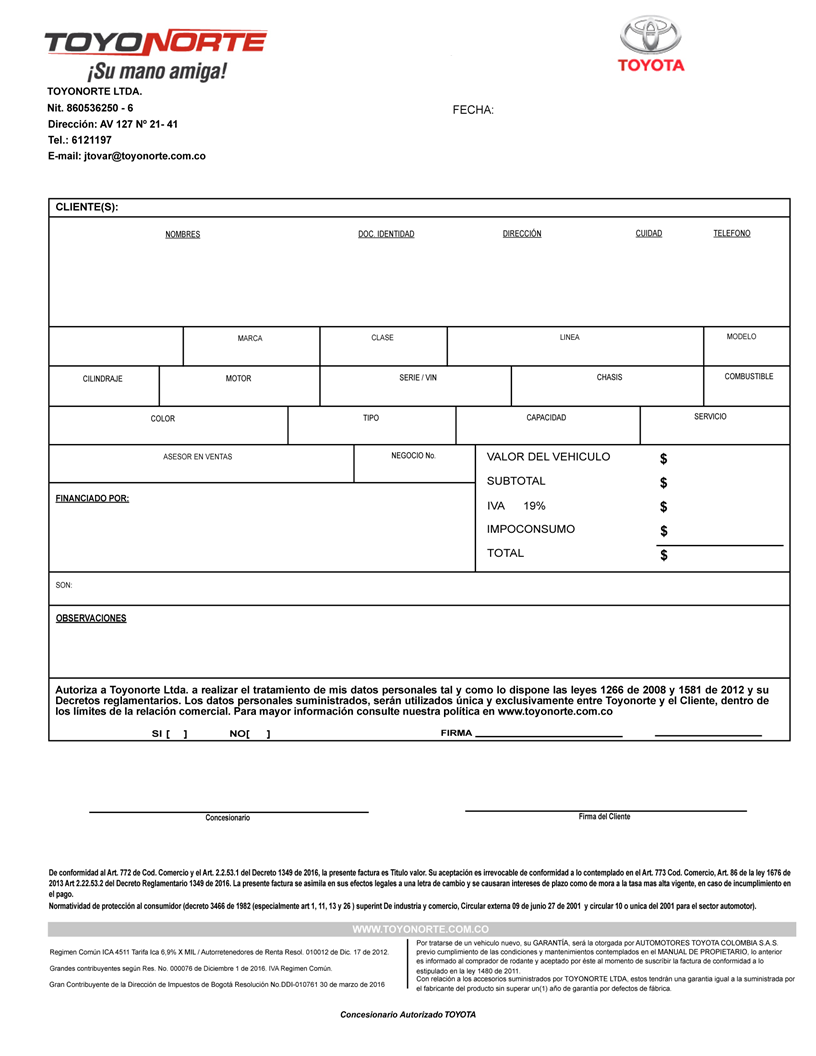 TOYONORTE
¡Su mano amiga!
TOYOTA
TOYONORTE LTDA.
Nit. 860536250 - 6
FECHA:
Dirección: AV 127 Nº 21- 41
Tel.: 6121197
E-mail: jtovar@toyonorte.com.co
CLIENTE(S):
NOMBRES DOC. IDENTIDAD DIRECCIÓN CUIDAD TELEFONO
MARCA CLASE LINEA MODELO
CILINDRAJE MOTOR SERIE / VIN CHASIS COMBUSTIBLE
COLOR TIPO CAPACIDAD SERVICIO
ASESOR EN VENTAS NEGOCIO No.
VALOR DEL VEHICULO $
SUBTOTAL $
FINANCIADO POR:
IVA 19% $
IMPOCONSUMO $
TOTAL $
SON:
OBSERVACIONES
Autoriza a Toyonorte Ltda. a realizar el tratamiento de mis datos personales tal y como lo dispone las leyes 1266 de 2008 y 1581 de 2012 y su
Decretos reglamentarios. Los datos personales suministrados, serán utilizados única y exclusivamente entre Toyonorte y el Cliente, dentro de
los límites de la relación comercial. Para mayor información consulte nuestra política en www.toyonorte.com.co
SI [ ] NO[ ] FIRMA
Concesionario Firma del Cliente
De conformidad al Art. 772 de Cod. Comercio y el Art. 2.2.53.1 del Decreto 1349 de 2016, la presente factura es Titulo valor. Su aceptación es irrevocable de conformidad a lo contemplado en el Art. 773 Cod. Comercio, Art. 86 de la ley 1676 de
2013 Art 2.22.53.2 del Decreto Reglamentario 1349 de 2016. La presente factura se asimila en sus efectos legales a una letra de cambio y se causaran intereses de plazo como de mora a la tasa mas alta vigente, en caso de incumplimiento en
el pago.
Normatividad de protección al consumidor (decreto 3466 de 1982 (especialmente art 1, 11, 13 y 26 ) superint De industria y comercio, Circular externa 09 de junio 27 de 2001 y circular 10 o unica del 2001 para el sector automotor).
WWW.TOYONORTE.COM.CO
Regimen Común ICA 4511 Tarifa Ica 6,9% X MIL / Autorretenedores de Renta Resol. 010012 de Dic. 17 de 2012.
Grandes contribuyentes según Res. No. 000076 de Diciembre 1 de 2016. IVA Regimen Común.
Gran Contribuyente de la Dirección de Impuestos de Bogotá Resolución No.DDI-010761 30 de marzo de 2016
Por tratarse de un vehiculo nuevo, su GARANTÍA, será la otorgada por AUTOMOTORES TOYOTA COLOMBIA S.A.S.
previo cumplimiento de las condiciones y mantenimientos contemplados en el MANUAL DE PROPIETARIO, lo anterior
es informado al comprador de rodante y aceptado por éste al momento de suscribir la factura de conformidad a lo
estipulado en la ley 1480 de 2011.
Con relación a los accesorios suministrados por TOYONORTE LTDA, estos tendrán una garantia igual a la suministrada por
el fabricante del producto sin superar un(1) año de garantía por defectos de fábrica.
Concesionario Autorizado TOYOTA